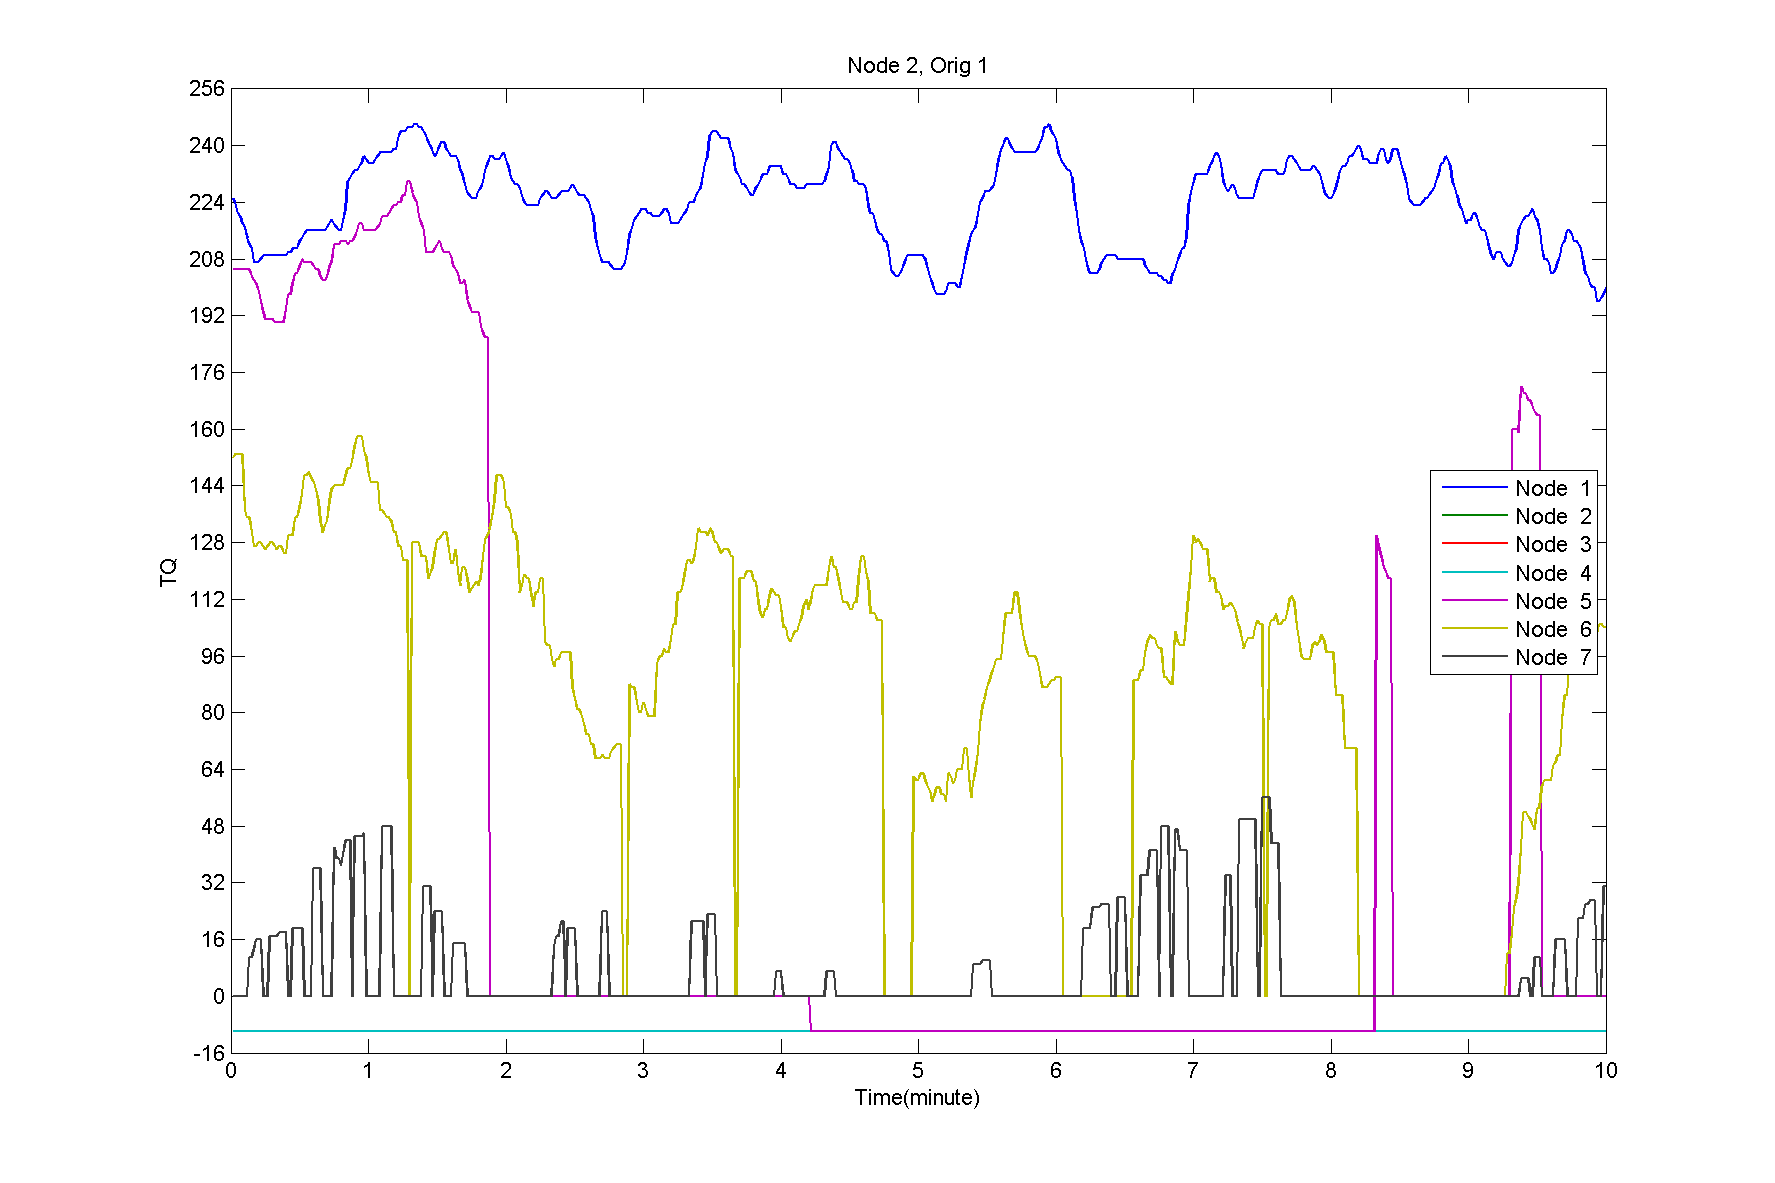 Node 2, Orig 1
256
240
224
208
192
176
160
144
128
112
96
80
64
48
32
16
0
-16
TQ
Node 1
Node 2
Node 3
Node 4
Node 5
Node 6
Node 7
0 1 2 3 4 5 6 7 8 9 10
Time(minute)